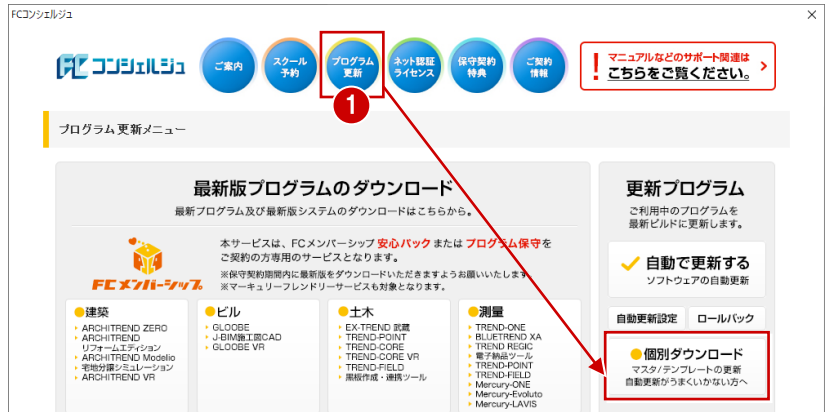 FCコンシェルジュ
FCコンシェルジュ
ご案内
スクール
予約
プログラム
更新
ネット認証
ライセンス
保守契約
特典
ご契約
情報
! マニュアルなどのサポート関連は
こちらをご覧ください。
1
プログラム更新メニュー
最新版プログラムのダウンロード
最新プログラム及び最新版システムのダウンロードはこちらから。
FCメンバーシップ
本サービスは、FCメンバーシップ 安心パック または プログラム保守を
ご契約の方専用のサービスとなります。
※保守契約期間内に最新版をダウンロードいただきますようお願いいたします。
※マーキュリーフレンドリーサービスも対象となります。
建築
ARCHITREND ZERO
ARCHITREND
リフォームエディション
ARCHITREND Modelio
宅地分譲シミュレーション
ARCHITREND VR
ビル
GLOOBE
J-BIM施工図CAD
GLOOBE VR
土木
EX-TREND 武蔵
TREND-POINT
TREND-CORE
TREND-CORE VR
TREND-FIELD
黒板作成・連携ツール
測量
TREND-ONE
BLUETREND XA
TREND REGIC
電子納品ツール
TREND-POINT
TREND-FIELD
Mercury-ONE
Mercury-Evoluto
Mercury-LAVIS
更新プログラム
ご利用中のプログラムを
最新ビルドに更新します。
自動で更新する
ソフトウェアの自動更新
自動更新設定
ロールバック
個別ダウンロード
マスタ/テンプレートの更新
自動更新がうまくいかない方へ